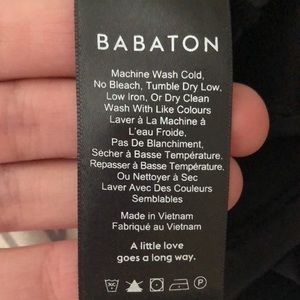 BABATON
Machine Wash Cold,
No Bleach, Tumble Dry Low,
Low Iron, Or Dry Clean
Wash With Like Colours
Laver à La Machine à
L'eau Froide,
Pas De Blanchiment,
Sécher à Basse Température.
Repasser à Basse Température.
Ou Nettoyer à Sec
Laver Avec Des Couleurs
Semblables
Made in Vietnam
Fabriqué au Vietnam
A little love
goes a long way.